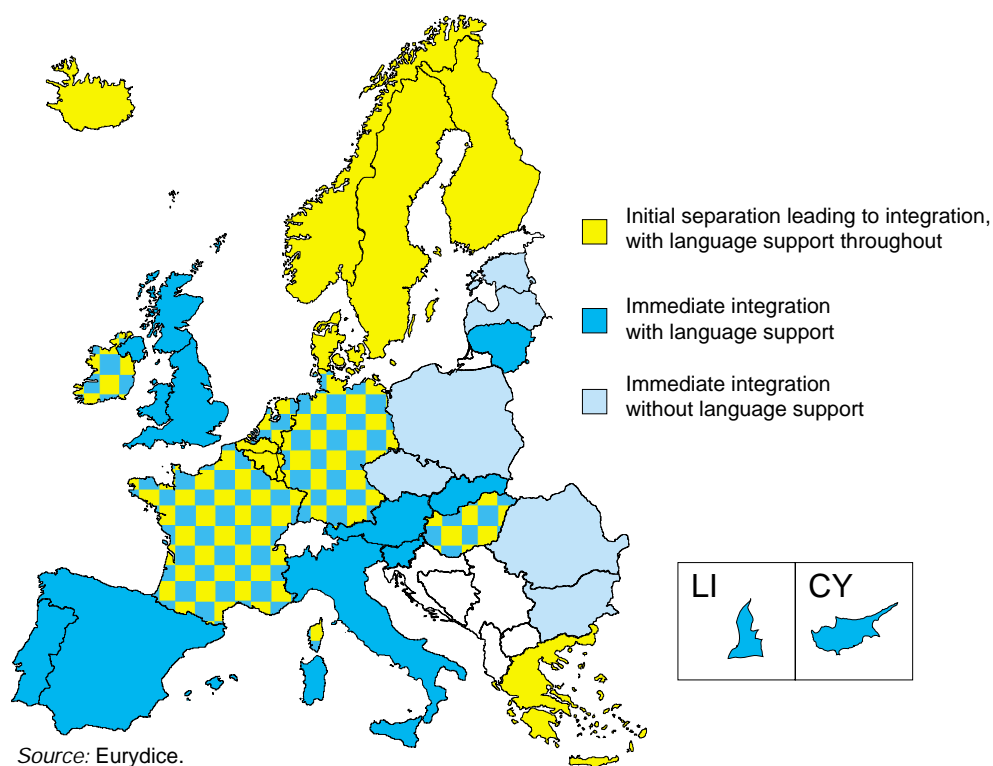 Initial separation leading to integration,
with language support throughout
Immediate integration
with language support
Immediate integration
without language support
LI
CY
Source: Eurydice.